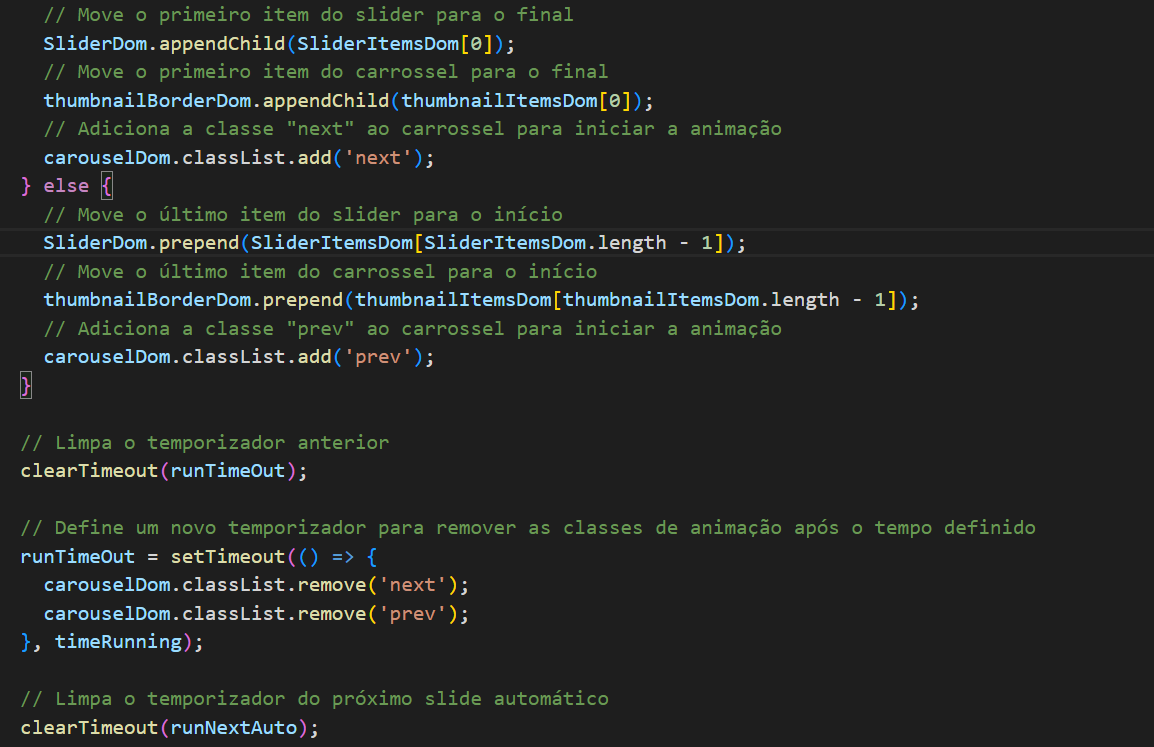 // Move o primeiro item do slider para o final
SliderDom.appendChild(SliderItemsDom[0]);
// Move o primeiro item do carrossel para o final
thumbnailBorderDom.appendChild(thumbnailItemsDom[0]);
// Adiciona a classe "next" ao carrossel para iniciar a animação
carouselDom.classList.add('next');
} else {
// Move o último item do slider para o início
SliderDom.prepend(SliderItemsDom[SliderItemsDom.length - 1]);
// Move o último item do carrossel para o início
thumbnailBorderDom.prepend(thumbnailItemsDom[thumbnailItemsDom.length - 1]);
// Adiciona a classe "prev" ao carrossel para iniciar a animação
carouselDom.classList.add('prev');
}
// Limpa o temporizador anterior
clearTimeout(runTimeOut);
// Define um novo temporizador para remover as classes de animação após o tempo definido
runTimeOut = setTimeout(() => {
carouselDom.classList.remove('next');
carouselDom.classList.remove('prev');
}, timeRunning);
// Limpa o temporizador do próximo slide automático
clearTimeout(runNextAuto);